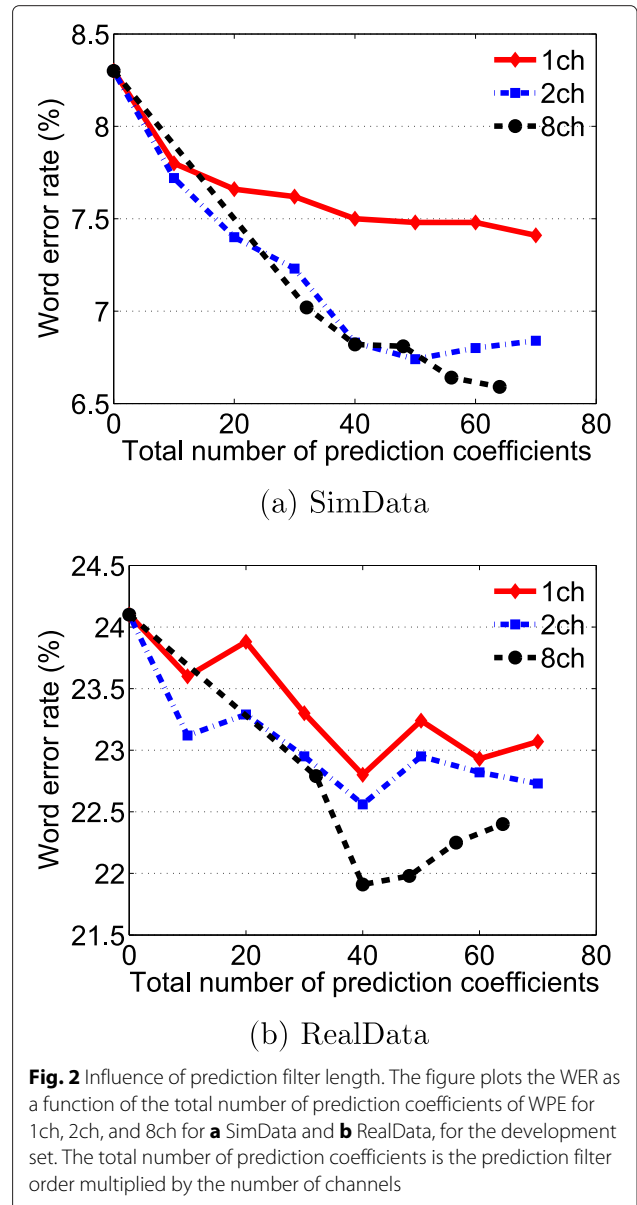 8.5
8
7.5
7
6.5
0
20
40
60
80
Word error rate (%)
Total number of prediction coefficients
1ch
2ch
8ch
(a) SimData
24.5
24
23.5
23
22.5
22
21.5
0
20
40
60
80
Word error rate (%)
Total number of prediction coefficients
1ch
2ch
8ch
(b) RealData
Fig. 2 Influence of prediction filter length. The figure plots the WER as
a function of the total number of prediction coefficients of WPE for
1ch, 2ch, and 8ch for a SimData and b RealData, for the development
set. The total number of prediction coefficients is the prediction filter
order multiplied by the number of channels